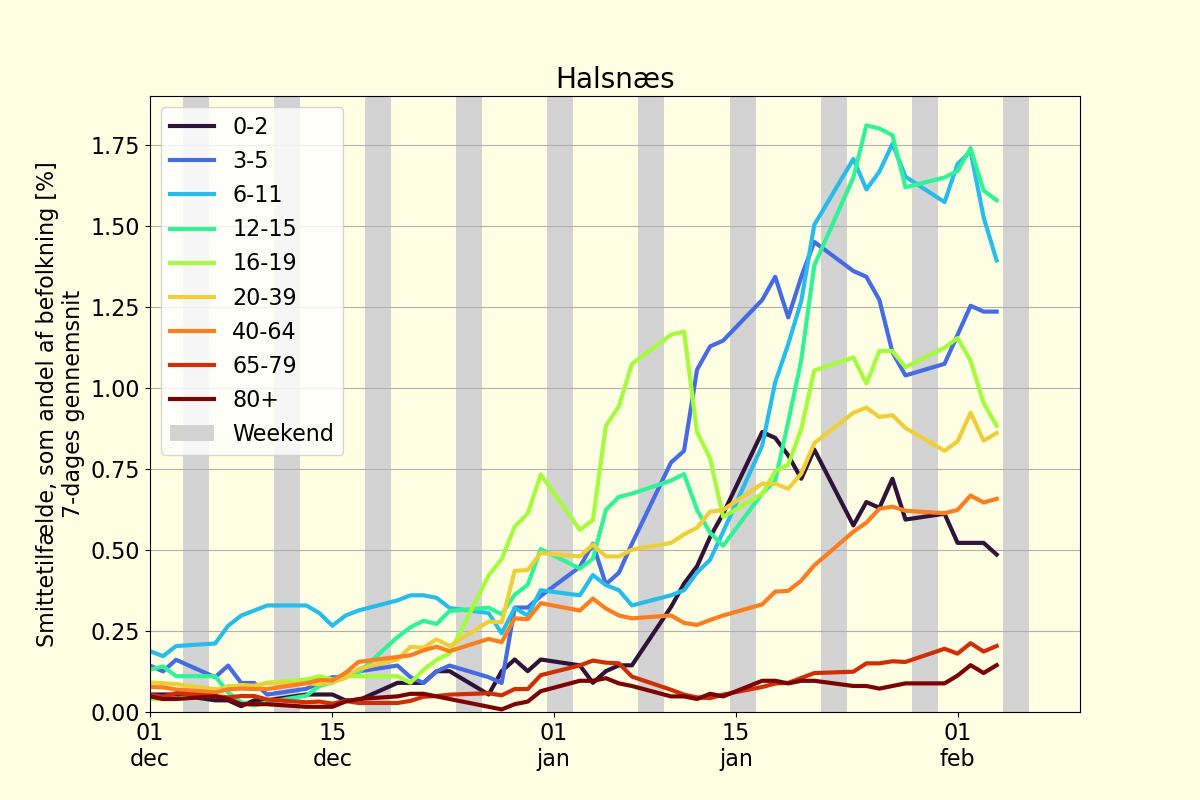 Halsnæs
Smittetilfælde, som andel af befolkning [%]
7-dages gennemsnit
1.75
1.50
1.25
1.00
0.75
0.50
0.25
0.00
0-2
3-5
6-11
12-15
16-19
20-39
40-64
65-79
80+
Weekend
01 15 01 15 01
dec dec jan jan feb